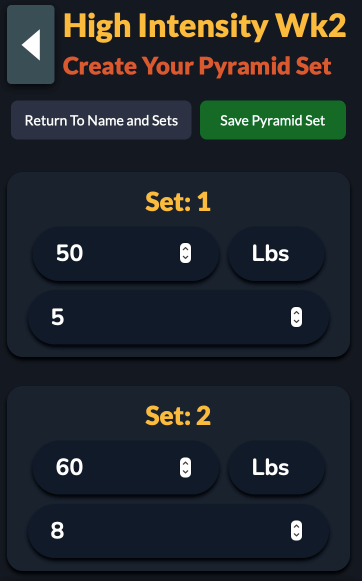 High Intensity Wk2
Create Your Pyramid Set
Return To Name and Sets Save Pyramid Set
Set: 1
50 Lbs
5
Set: 2
60 Lbs
8